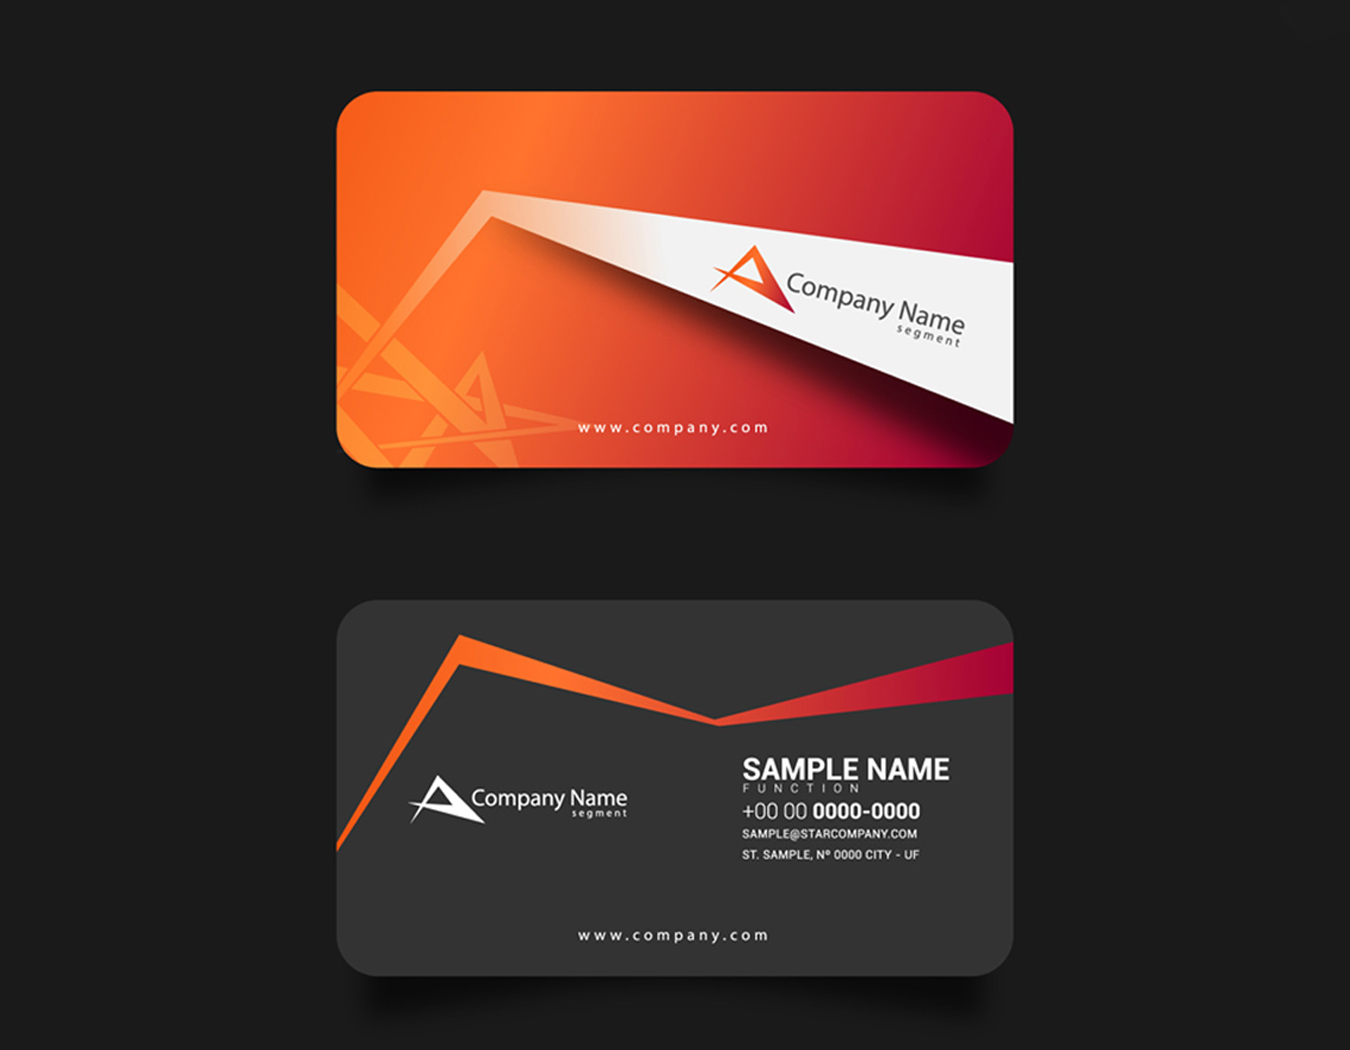 Company Name
segment
www.company.com
Company Name
segment
SAMPLE NAME
FUNCTION
+00 00 0000-0000
SAMPLE@STARCOMPANY.COM
ST. SAMPLE, Nº 0000 CITY - UF
www.company.com